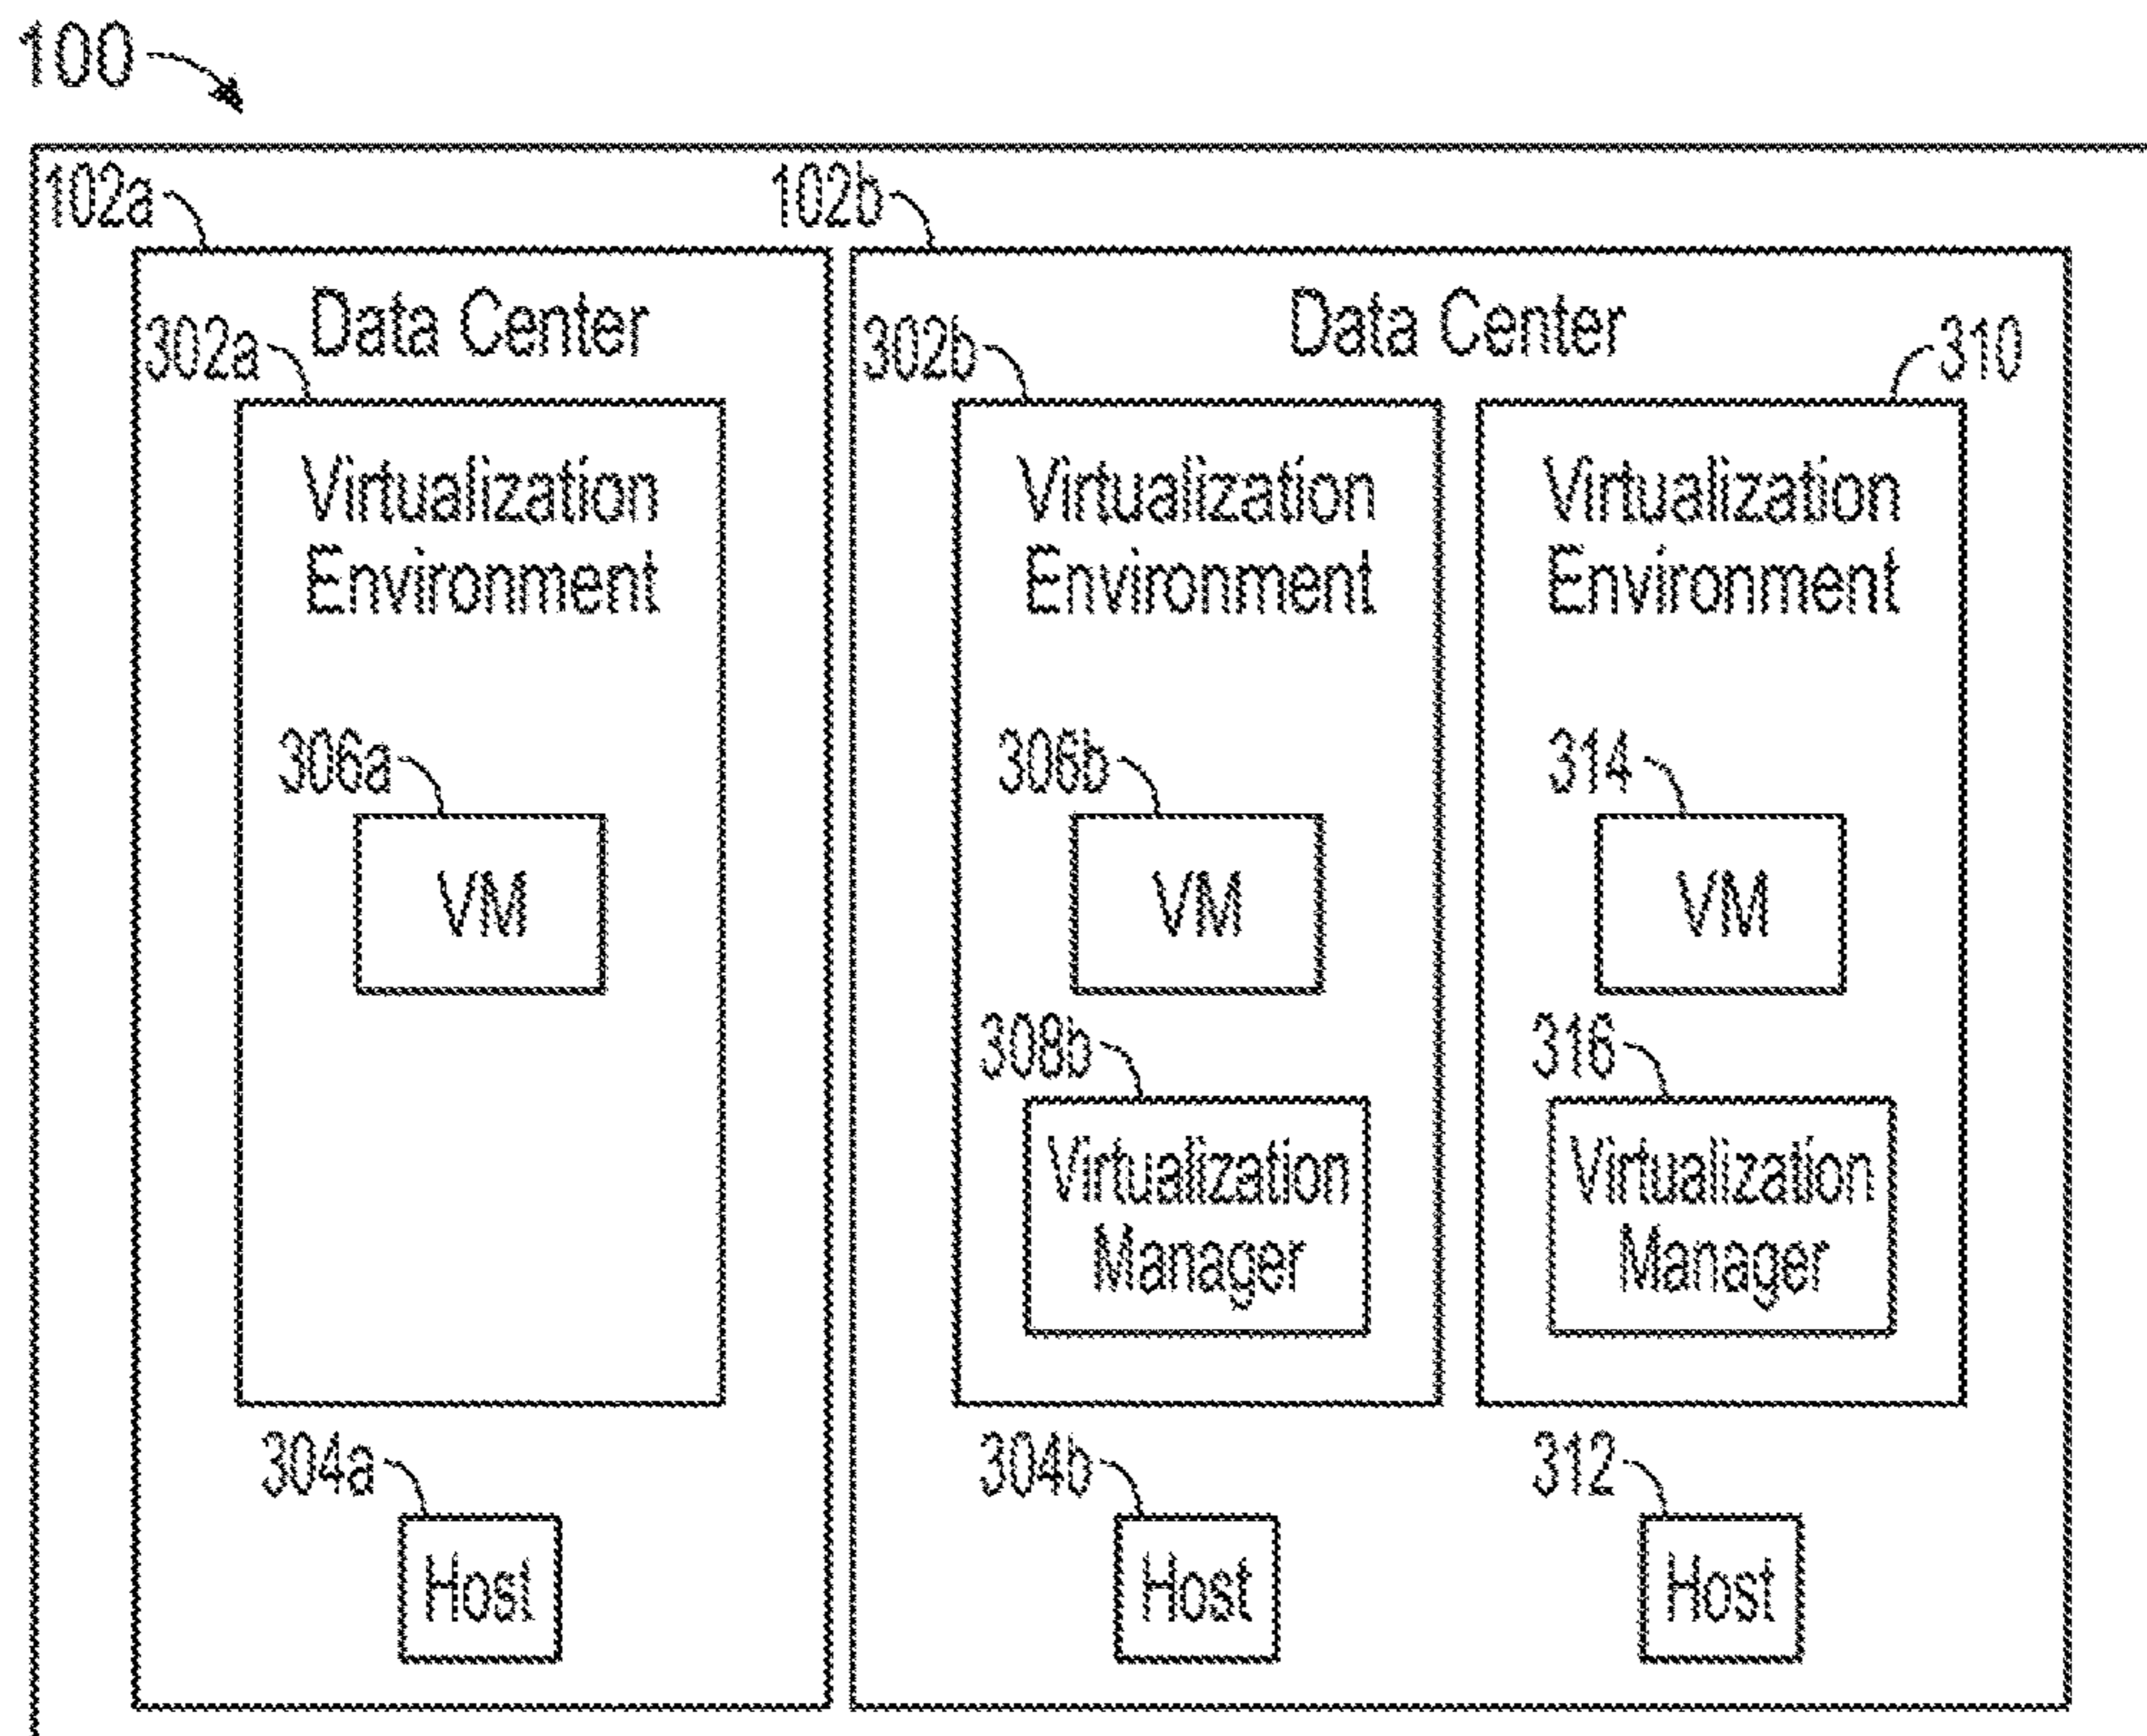 100
102a
102b
Data Center
Data Center
302a
302b
310
Virtualization
Environment
Virtualization
Environment
Virtualization
Environment
306a
306b
314
VM
VM
VM
308b
316
Virtualization
Manager
Virtualization
Manager
304a
304b
312
Host
Host
Host